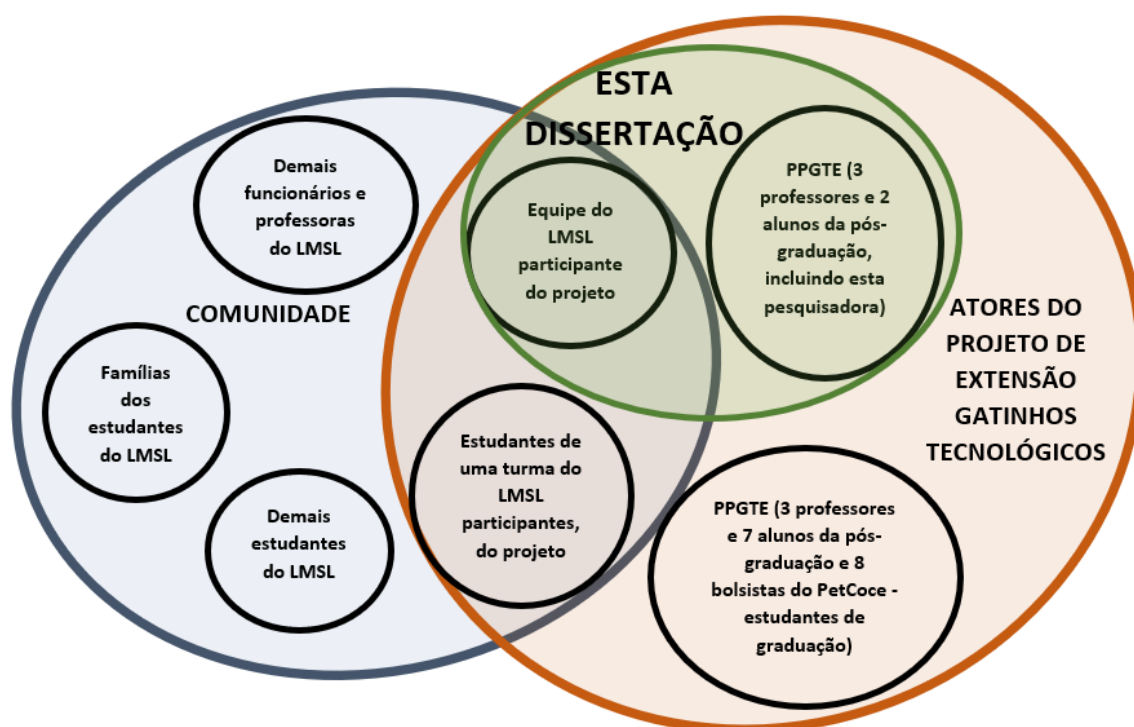 ESTA
DISSERTAÇÃO
Demais
funcionários e
professoras
do LMSL
COMUNIDADE
Famílias
dos
estudantes
do LMSL
Demais
estudantes
do LMSL
Equipe do
LMSL
participante
do projeto
Estudantes de
uma turma do
LMSL
participantes,
do projeto
PPGTE (3
professores e 2
alunos da pós-
graduação,
incluindo esta
pesquisadora)
ATORES DO
PROJETO DE
EXTENSÃO
GATINHOS
TECNOLÓGICOS
PPGTE (3 professores
e 7 alunos da pós-
graduação e 8
bolsistas do PetCoce -
estudantes de
graduação)